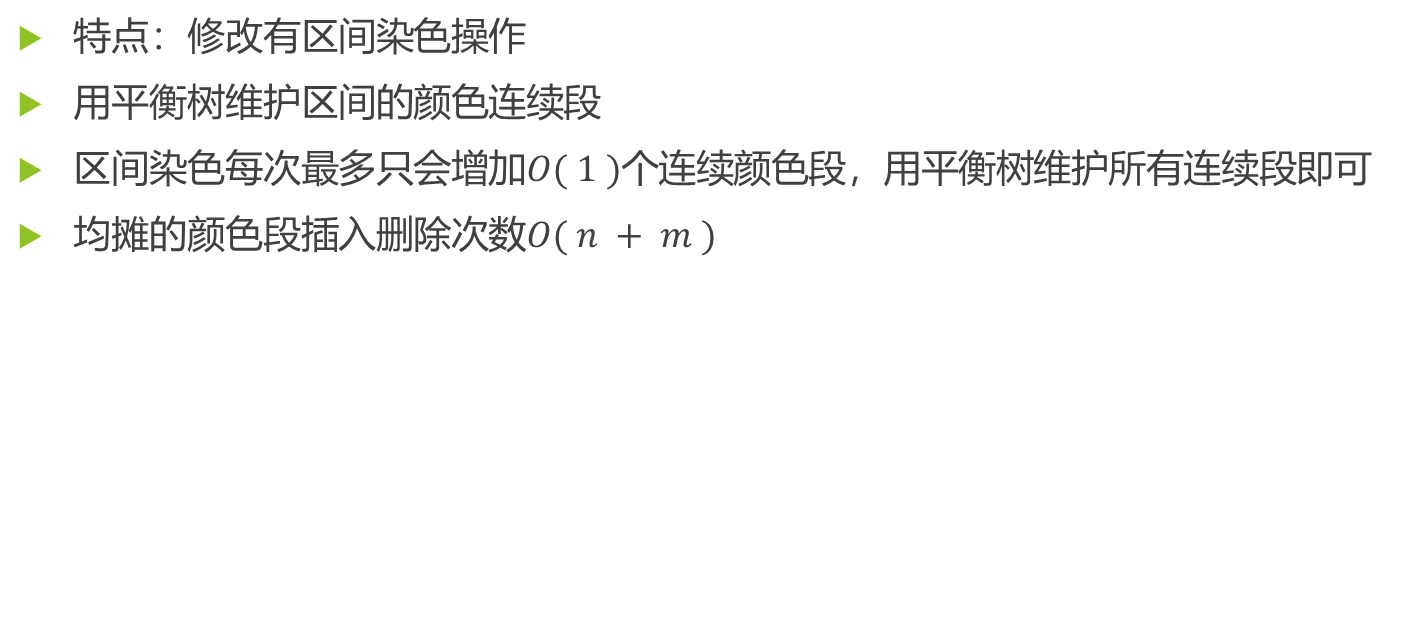 特点：修改有区间染色操作
用平衡树维护区间的颜色连续段
区间染色每次最多只会增加O( 1 )个连续颜色段，用平衡树维护所有连续段即可
均摊的颜色段插入删除次数O( n + m )